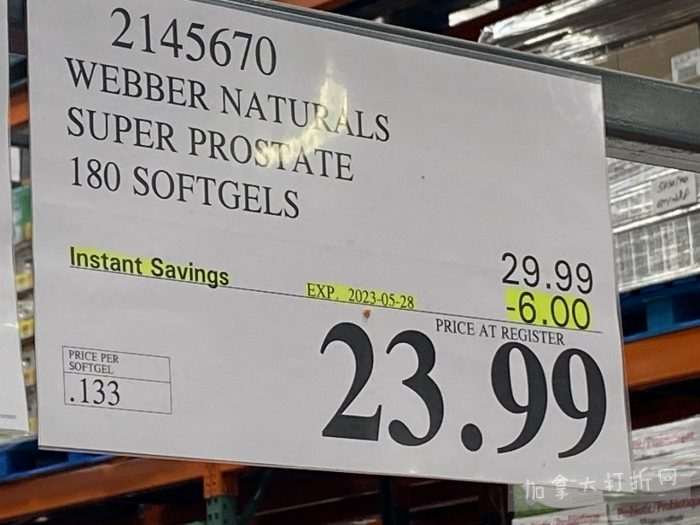 2145670
WEBBER NATURALS
SUPER PROSTATE
180 SOFTGELS
Instant Savings
EXP. 2023-05-28
29.99
-6.00
PRICE AT REGISTER
23.99
PRICE PER
SOFTGEL
.133
加拿大打折网